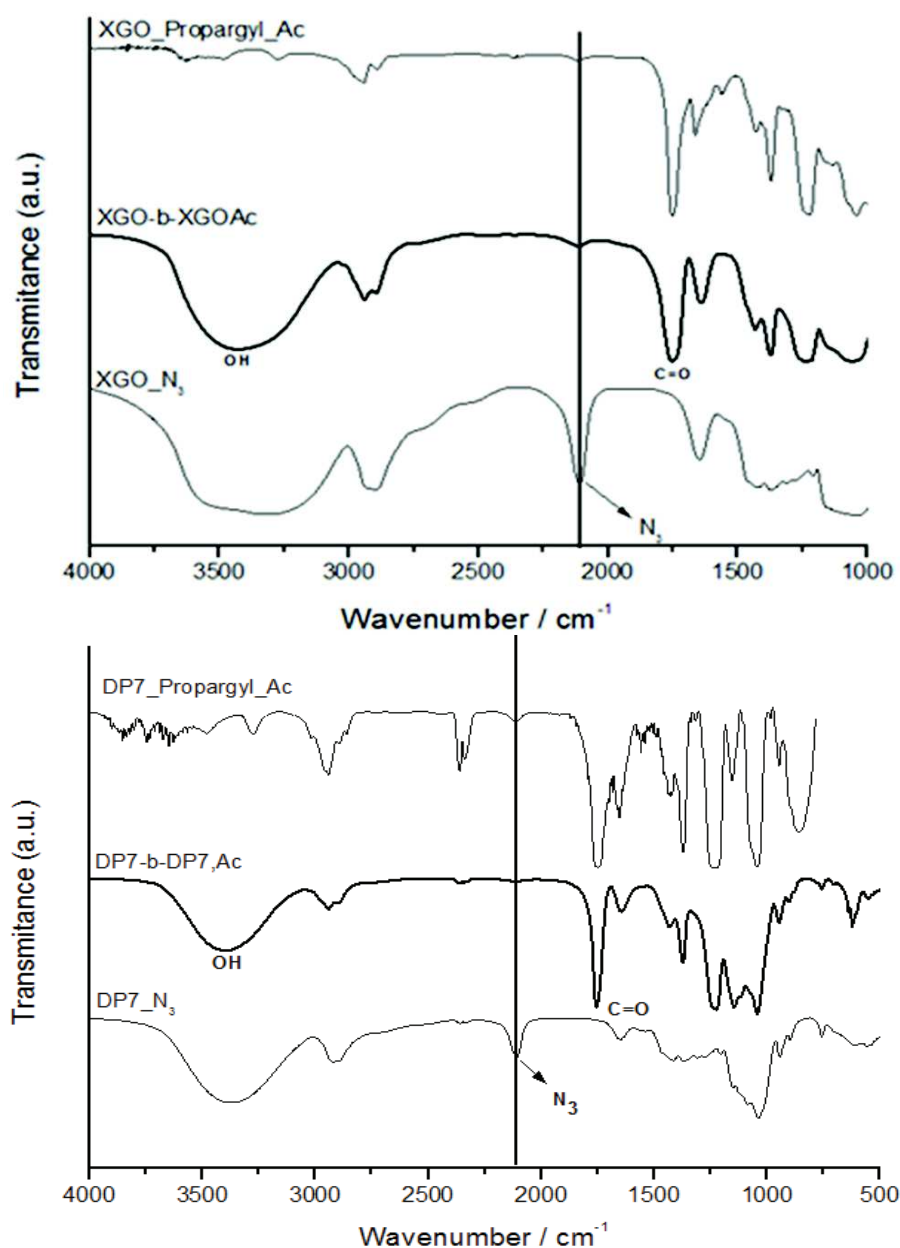 XGO_Propargyl_Ac
XGO-b-XGOAc
OH
C=O
XGO_N₃
N₃
Transmitance (a.u.)
4000 3500 3000 2500 2000 1500 1000
Wavenumber / cm⁻¹
DP7_Propargyl_Ac
DP7-b-DP7,Ac
OH
C=O
DP7_N₃
N₃
Transmitance (a.u.)
4000 3500 3000 2500 2000 1500 1000 500
Wavenumber / cm⁻¹